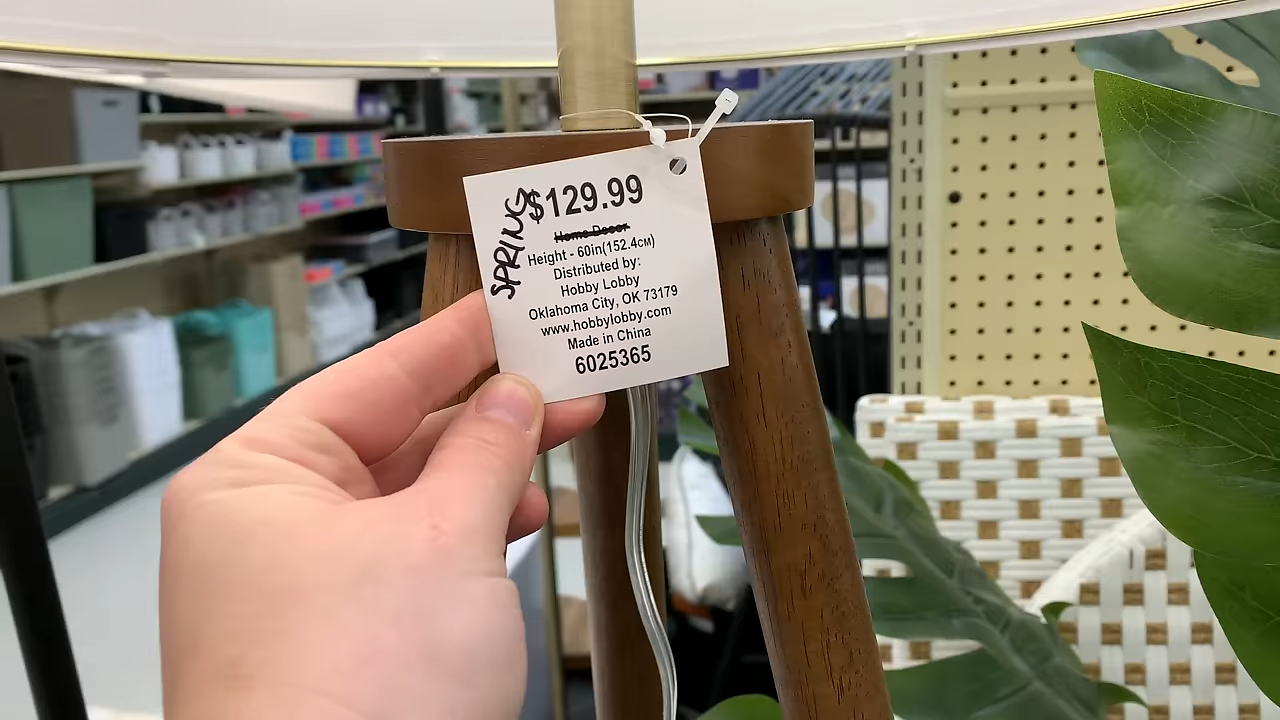 SPRING
$129.99
Home Decor
Height - 60in(152.4CM)
Distributed by:
Hobby Lobby
Oklahoma City, OK 73179
www.hobbylobby.com
Made in China
6025365